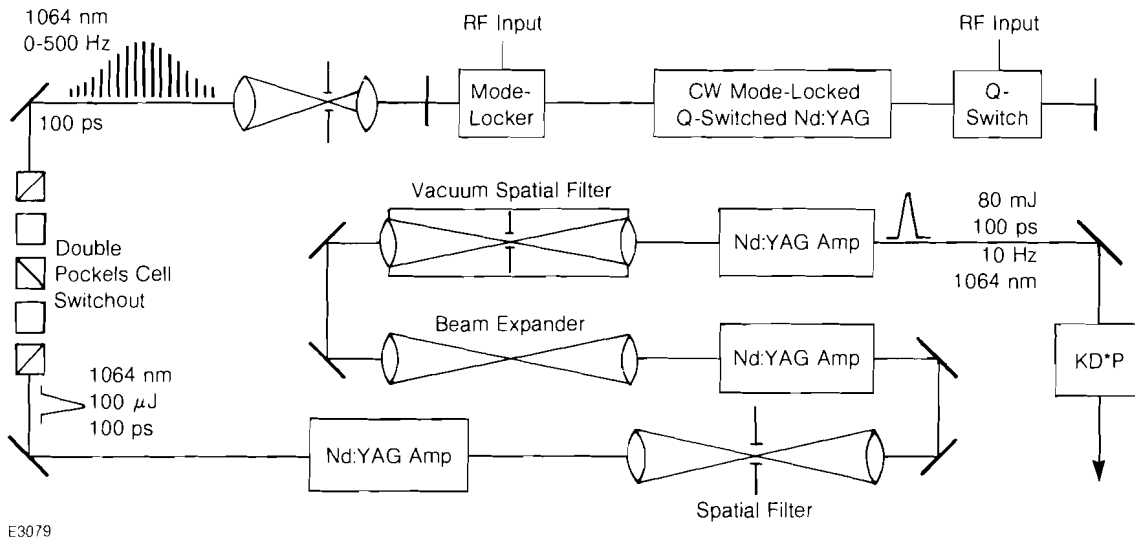 1064 nm
0-500 Hz
100 ps
RF Input
Mode-
Locker
CW Mode-Locked
Q-Switched Nd:YAG
RF Input
Q-
Switch
Double
Pockels Cell
Switchout
Vacuum Spatial Filter
Nd:YAG Amp
80 mJ
100 ps
10 Hz
1064 nm
Beam Expander
Nd:YAG Amp
KD*P
1064 nm
100 μJ
100 ps
Nd:YAG Amp
Spatial Filter
E3079